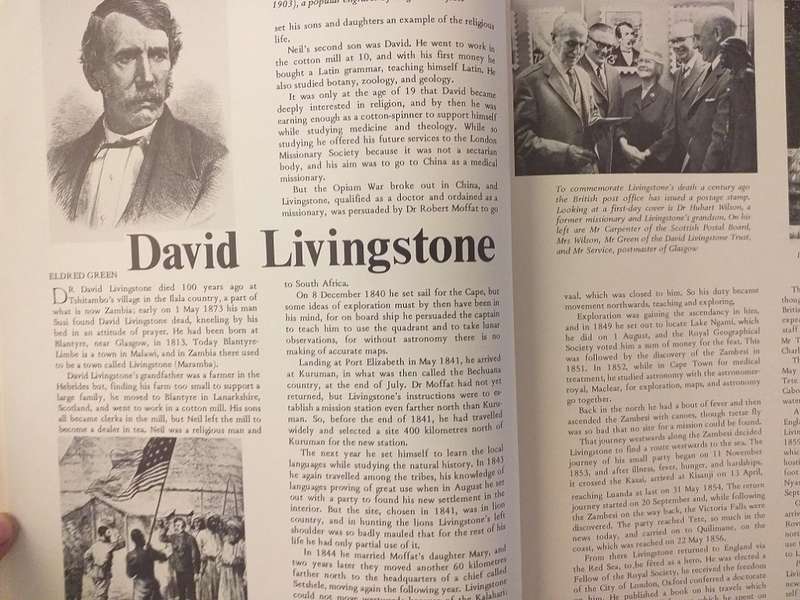 1903), a popular
set his sons and daughters an example of the religious
life.
Neil's second son was David. He went to work in
the cotton mill at 10, and with his first money he
bought a Latin grammar, teaching himself Latin. He
also studied botany, zoology, and geology.
It was only at the age of 19 that David became
deeply interested in religion, and by then he was
earning enough as a cotton-spinner to support himself
while studying medicine and theology. While so
studying he offered his future services to the London
Missionary Society because it was not a sectarian
body, and his aim was to go to China as a medical
missionary.
But the Opium War broke out in China, and
Livingstone, qualified as a doctor and ordained as a
missionary, was persuaded by Dr Robert Moffat to go
David Livingstone
ELDRED GREEN
DR David Livingstone died 100 years ago at
Tshitambo's village in the Ilala country, a part of
what is now Zambia; early on 1 May 1873 his man
Susi found David Livingstone dead, kneeling by his
bed in an attitude of prayer. He had been born at
Blantyre, near Glasgow, in 1813. Today Blantyre-
Limbe is a town in Malawi, and in Zambia there used
to be a town called Livingstone (Maramba).
David Livingstone's grandfather was a farmer in the
Hebrides but, finding his farm too small to support a
large family, he moved to Blantyre in Lanarkshire,
Scotland, and went to work in a cotton mill. His sons
all became clerks in the mill, but Neil left the mill to
become a dealer in tea. Neil was a religious man and
to South Africa.
On 8 December 1840 he set sail for the Cape, but
some ideas of exploration must by then have been in
his mind, for on board ship he persuaded the captain
to teach him to use the quadrant and to take lunar
observations, for without astronomy there is no
making of accurate maps.
Landing at Port Elizabeth in May 1841, he arrived
at Kuruman, in what was then called the Bechuana
country, at the end of July. Dr Moffat had not yet
returned, but Livingstone's instructions were to es-
tablish a mission station even farther north than Kuru-
man. So, before the end of 1841, he had travelled
widely and selected a site 400 kilometres north of
Kuruman for the new station.
The next year he set himself to learn the local
languages while studying the natural history. In 1843
he again travelled among the tribes, his knowledge of
languages proving of great use when in August he set
out with a party to found his new settlement in the
interior. But the site, chosen in 1841, was in lion
country, and in hunting the lions Livingstone's left
shoulder was so badly mauled that for the rest of his
life he had only partial use of it.
In 1844 he married Moffat's daughter Mary, and
two years later they moved another 60 kilometres
farther north to the headquarters of a chief called
Setshele, moving again the following year. Livingstone
could not move westwards because of the Kalahari
To commemorate Livingstone's death a century ago
the British post office has issued a postage stamp.
Looking at a first-day cover is Dr Hubart Wilson, a
former missionary and Livingstone's grandson. On his
left are Mr Carpenter of the Scottish Postal Board,
Mrs Wilson, Mr Green of the David Livingstone Trust,
and Mr Service, postmaster of Glasgow
vaal, which was closed to him. So his duty became
movement northwards, teaching and exploring.
Exploration was gaining the ascendancy in him,
and in 1849 he set out to locate Lake Ngami, which
he did on 1 August, and the Royal Geographical
Society voted him a sum of money for the feat. This
was followed by the discovery of the Zambesi in
1851. In 1852, while in Cape Town for medical
treatment, he studied astronomy with the astronomer-
royal, Maclear, for exploration, maps, and astronomy
go together.
Back in the north he had a bout of fever and then
ascended the Zambesi with canoes, though tsetse fly
was so bad that no site for a mission could be found.
That journey westwards along the Zambesi decided
Livingstone to find a route westwards to the sea. The
journey of his small party began on 11 November
1853, and after illness, fever, hunger, and hardships,
it crossed the Kasai, arrived at Kisanji on 13 April,
reaching Luanda at last on 31 May 1854. The return
journey started on 20 September and, while following
the Zambesi on the way back, the Victoria Falls were
discovered. The party reached Tete, so much in the
news today, and carried on to Quilimane, on the
coast, which was reached on 22 May 1856.
From there Livingstone returned to England via
the Red Sea, to be fêted as a hero. He was elected a
Fellow of the Royal Society, he received the freedom
of the City of London, Oxford conferred a doctorate
on him. He published a book on his travels which